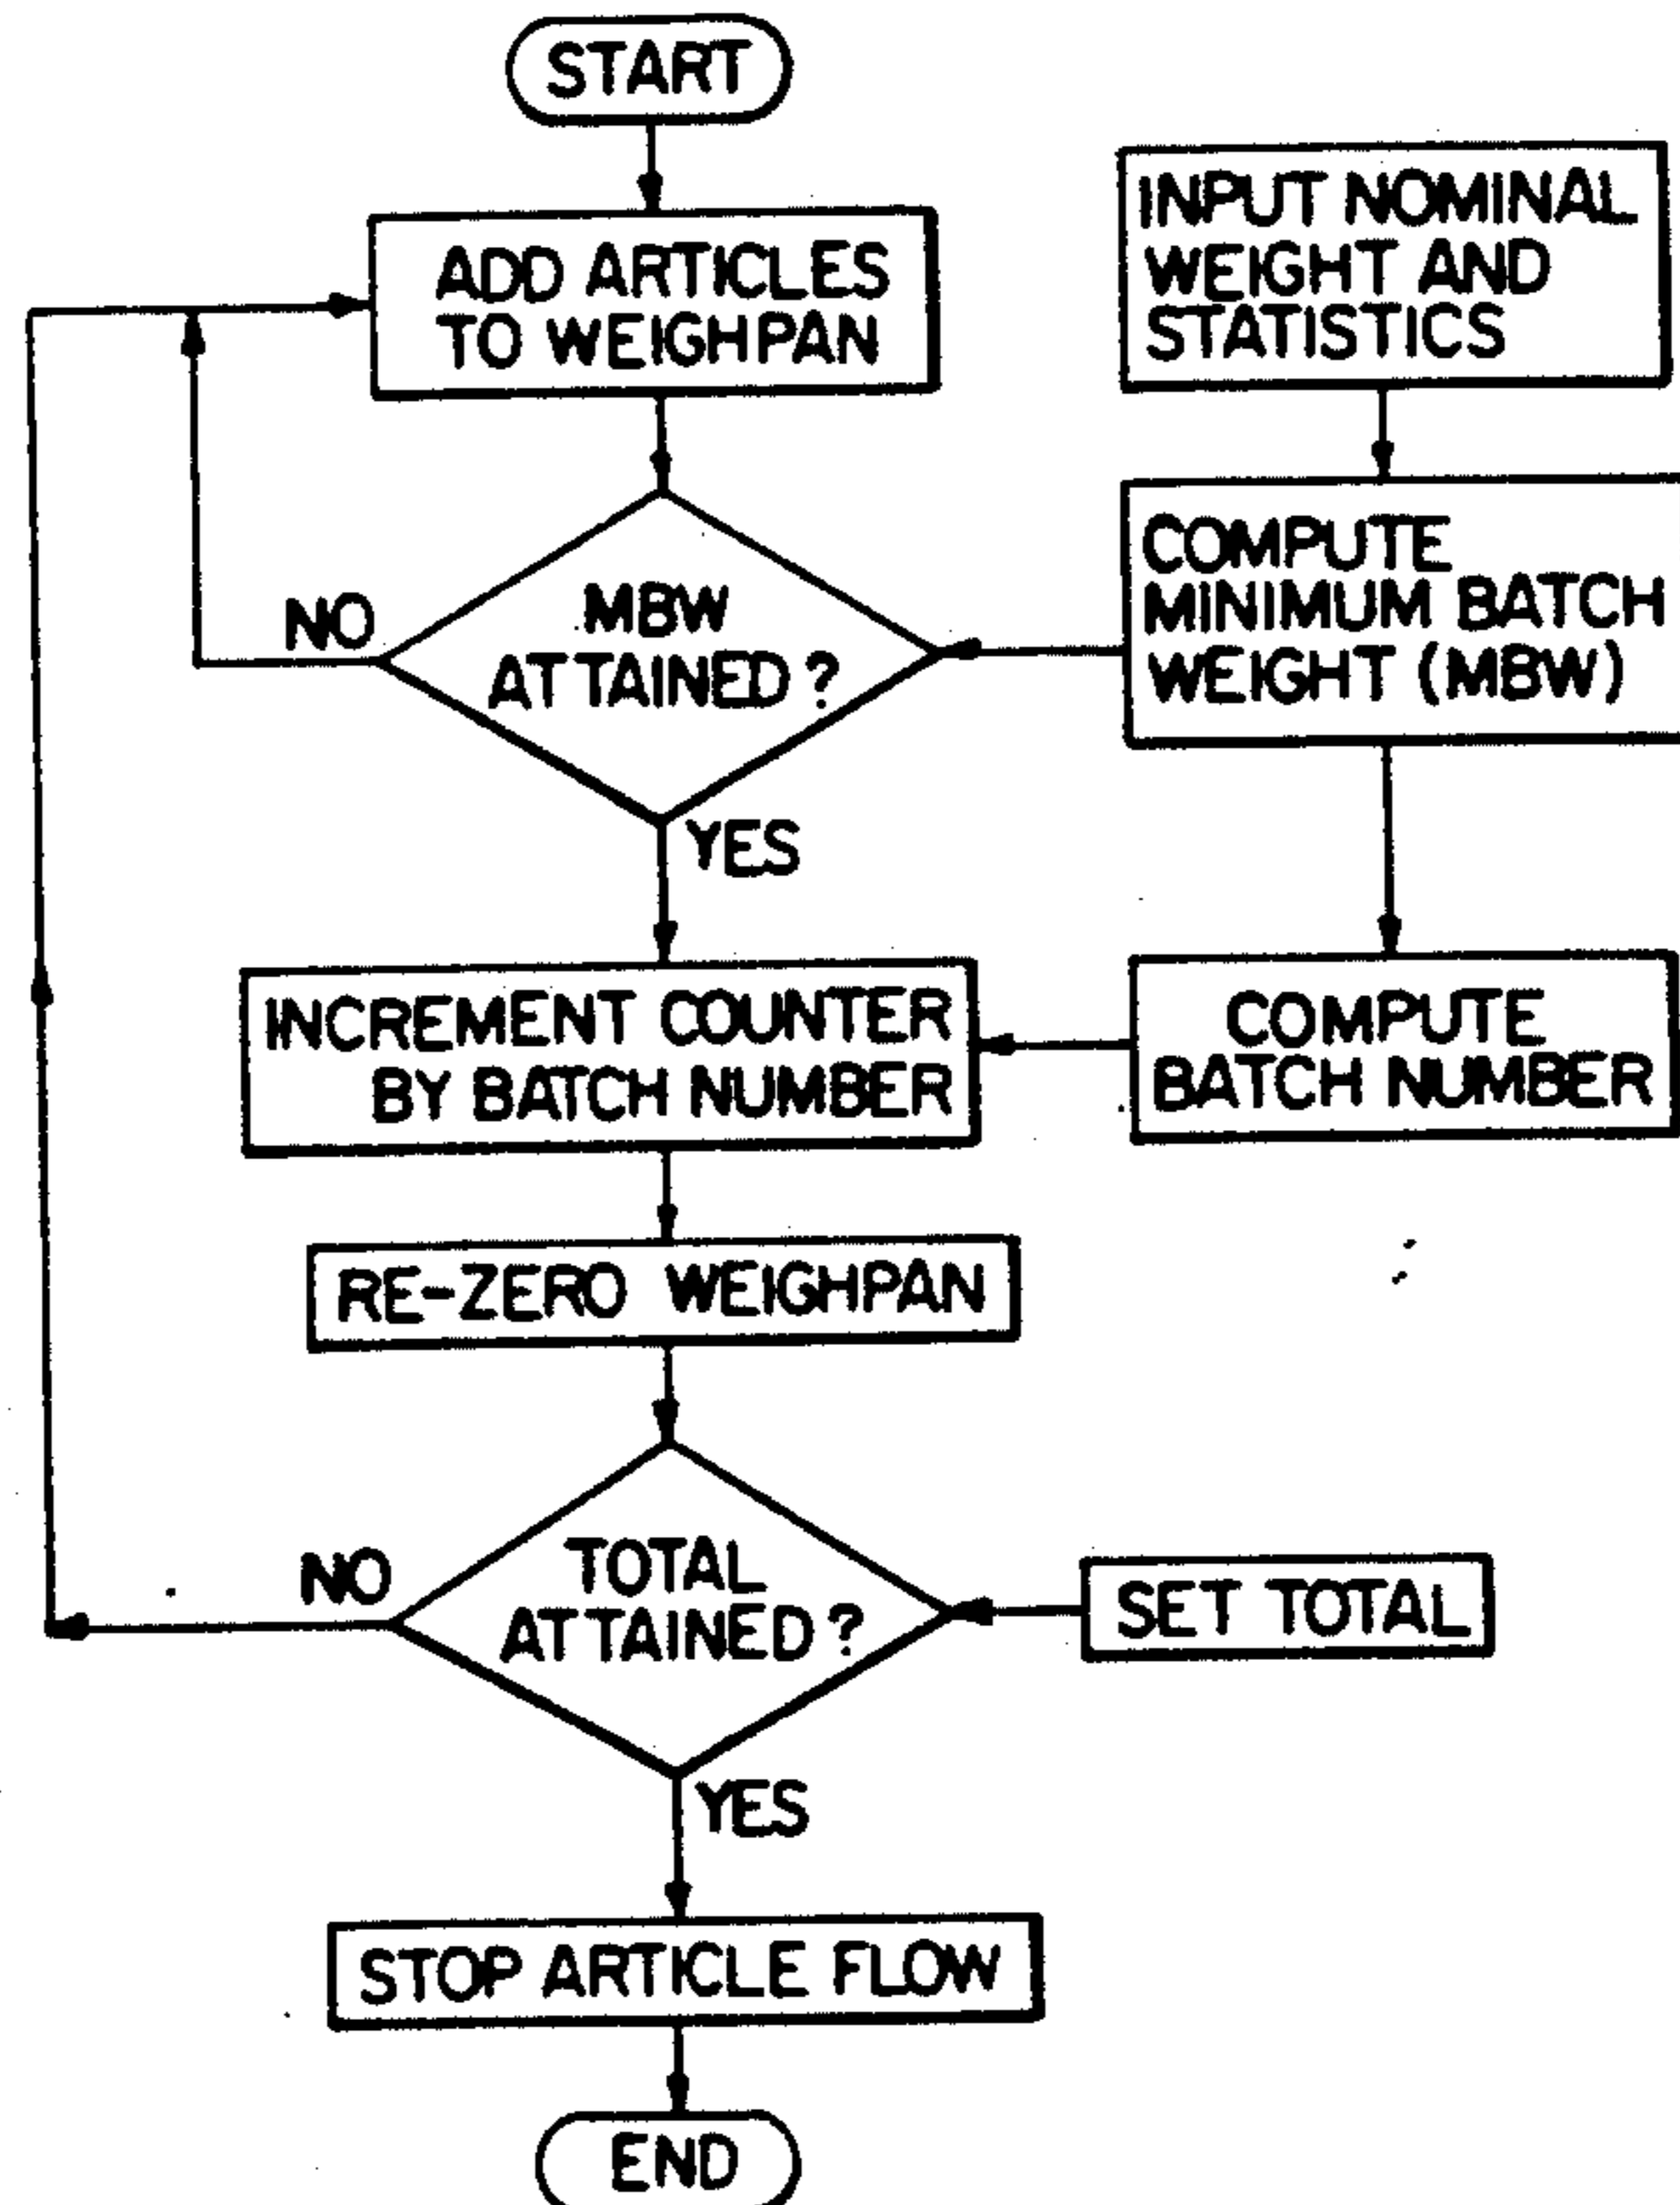 START
ADD ARTICLES
TO WEIGHPAN
INPUT NOMINAL
WEIGHT AND
STATISTICS
MBW
ATTAINED?
NO
YES
COMPUTE
MINIMUM BATCH
WEIGHT (MBW)
INCREMENT COUNTER
BY BATCH NUMBER
COMPUTE
BATCH NUMBER
RE-ZERO WEIGHPAN
TOTAL
ATTAINED?
NO
YES
SET TOTAL
STOP ARTICLE FLOW
END